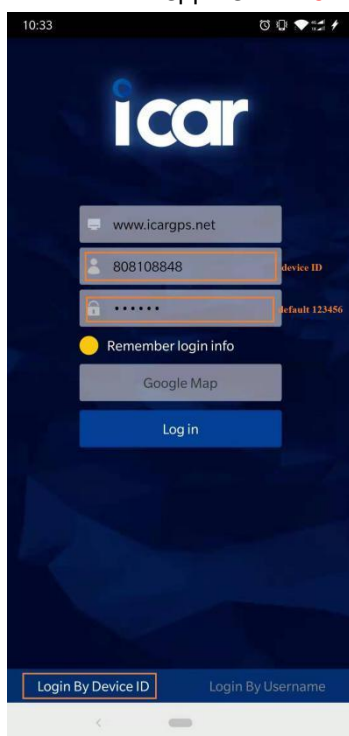 10:33
icar
www.icargps.net
808108848
device ID
••••••
default 123456
Remember login info
Google Map
Log in
Login By Device ID
Login By Username